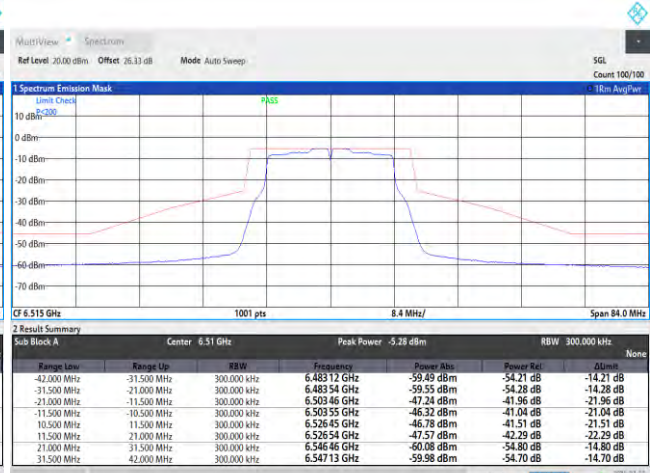 MultiView Spectrum
Ref Level 20.00 dBm Offset 26.33 dB Mode Auto Sweep SGL
Count 100/100
1 Spectrum Emission Mask 1Rm AvgPwr
Limit Check PASS
P<200
10 dBm
0 dBm
-10 dBm
-20 dBm
-30 dBm
-40 dBm
-50 dBm
-60 dBm
-70 dBm
CF 6.515 GHz 1001 pts 8.4 MHz/ Span 84.0 MHz
2 Result Summary
Sub Block A Center 6.51 GHz Peak Power -5.28 dBm RBW 300.000 kHz
None
Range Low Range Up RBW Frequency Power Abs Power Rel ΔLimit
-42.000 MHz -31.500 MHz 300.000 kHz 6.48312 GHz -59.49 dBm -54.21 dB -14.21 dB
-31.500 MHz -21.000 MHz 300.000 kHz 6.48354 GHz -59.55 dBm -54.28 dB -14.28 dB
-21.000 MHz -11.500 MHz 300.000 kHz 6.50346 GHz -47.24 dBm -41.96 dB -21.96 dB
-11.500 MHz -10.500 MHz 300.000 kHz 6.50355 GHz -46.32 dBm -41.04 dB -21.04 dB
10.500 MHz 11.500 MHz 300.000 kHz 6.52645 GHz -46.78 dBm -41.51 dB -21.51 dB
11.500 MHz 21.000 MHz 300.000 kHz 6.52654 GHz -47.57 dBm -42.29 dB -22.29 dB
21.000 MHz 31.500 MHz 300.000 kHz 6.54646 GHz -60.08 dBm -54.80 dB -14.80 dB
31.500 MHz 42.000 MHz 300.000 kHz 6.54713 GHz -59.98 dBm -54.70 dB -14.70 dB